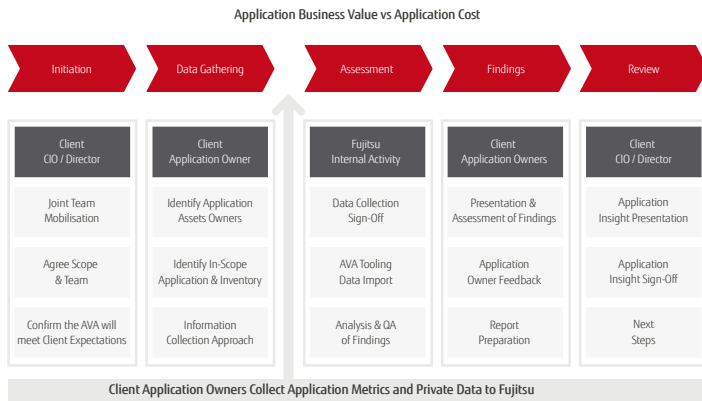 Application Business Value vs Application Cost
Initiation
Data Gathering
Assessment
Findings
Review
Client
CIO / Director
Joint Team
Mobilisation
Agree Scope
& Team
Confirm the AVA will
meet Client Expectations
Client
Application Owner
Identify Application
Assets Owners
Identify In-Scope
Application & Inventory
Information
Collection Approach
Fujitsu
Internal Activity
Data Collection
Sign-Off
AVA Tooling
Data Import
Analysis & QA
of Findings
Client
Application Owners
Presentation &
Assessment of Findings
Application
Owner Feedback
Report
Preparation
Client
CIO / Director
Application
Insight Presentation
Application
Insight Sign-Off
Next
Steps
Client Application Owners Collect Application Metrics and Private Data to Fujitsu